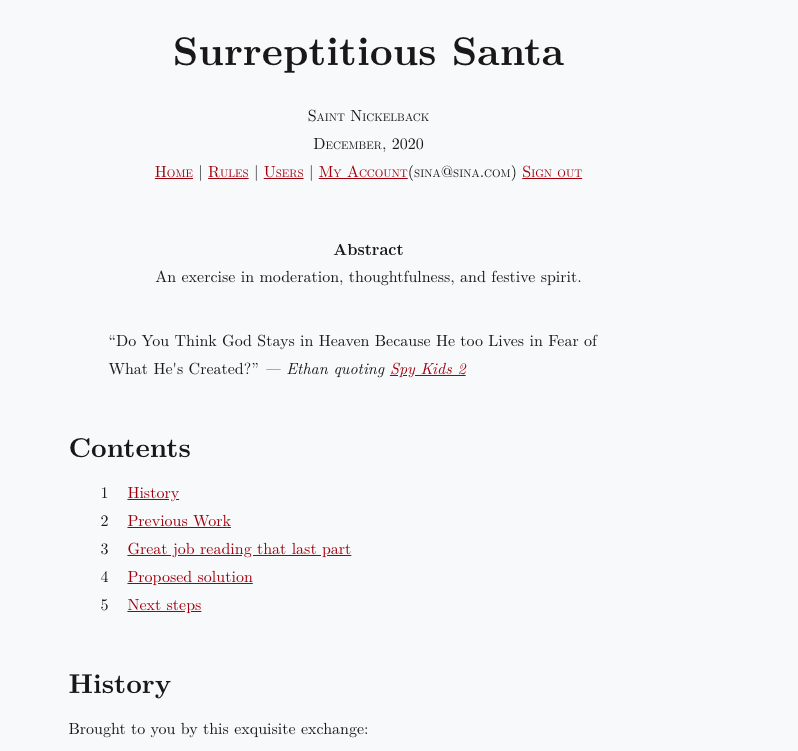 Surreptitious Santa
Saint Nickelback
December, 2020
Home | Rules | Users | My Account(sina@sina.com) Sign out
Abstract
An exercise in moderation, thoughtfulness, and festive spirit.
“Do You Think God Stays in Heaven Because He too Lives in Fear of
What He's Created?” — Ethan quoting Spy Kids 2
Contents
1 History
2 Previous Work
3 Great job reading that last part
4 Proposed solution
5 Next steps
History
Brought to you by this exquisite exchange: